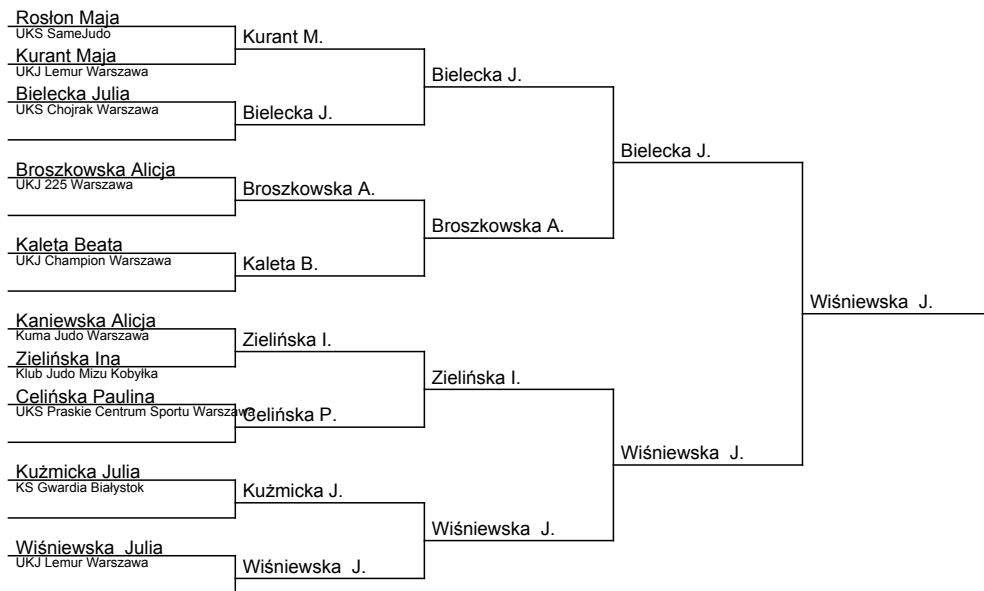 Rosłon Maja
UKS SameJudo
Kurant Maja
UKJ Lemur Warszawa
Bielecka Julia
UKS Chojrak Warszawa
Broszkowska Alicja
UKJ 225 Warszawa
Kaleta Beata
UKJ Champion Warszawa
Kaniewska Alicja
Kuma Judo Warszawa
Zielińska Ina
Klub Judo Mizu Kobyłka
Celińska Paulina
UKS Praskie Centrum Sportu Warszawa
Kużmicka Julia
KS Gwardia Białystok
Wiśniewska  Julia
UKJ Lemur Warszawa
Kurant M.
Bielecka J.
Broszkowska A.
Kaleta B.
Zielińska I.
Celińska P.
Kużmicka J.
Wiśniewska  J.
Bielecka J.
Broszkowska A.
Zielińska I.
Wiśniewska  J.
Bielecka J.
Wiśniewska  J.
Wiśniewska  J.